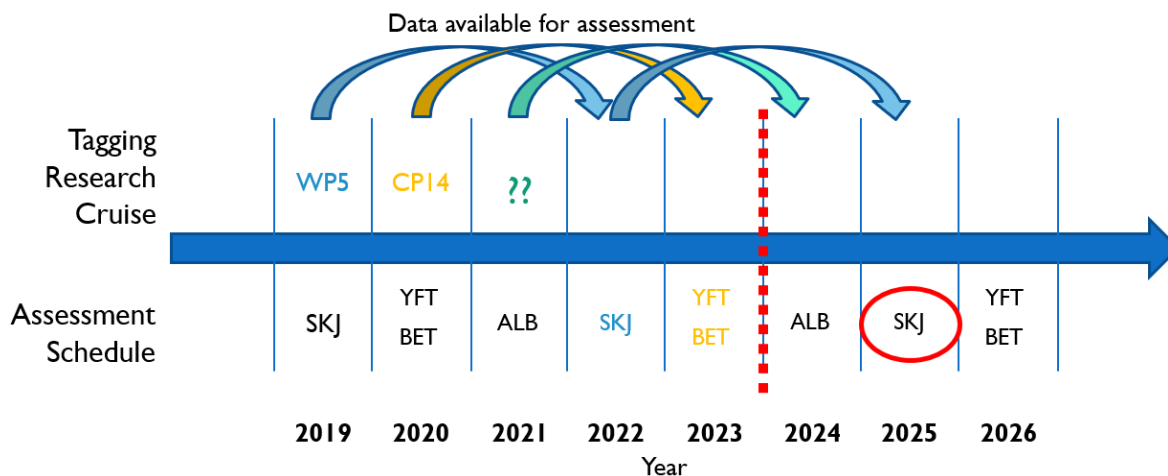 Data available for assessment
Tagging
Research
Cruise
WP5 CP14 ??
Assessment
Schedule
SKJ YFT BET ALB SKJ YFT BET ALB SKJ YFT BET
2019 2020 2021 2022 2023 2024 2025 2026
Year